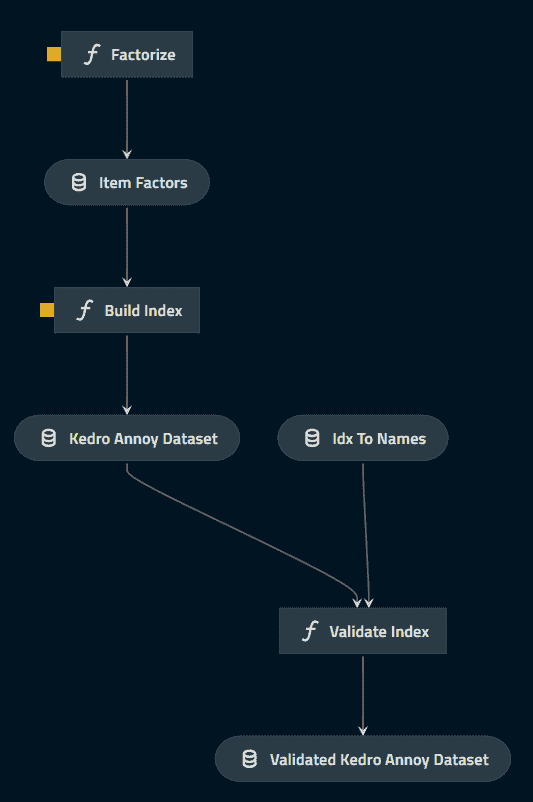 Factorize
Item Factors
Build Index
Kedro Annoy Dataset
Idx To Names
Validate Index
Validated Kedro Annoy Dataset